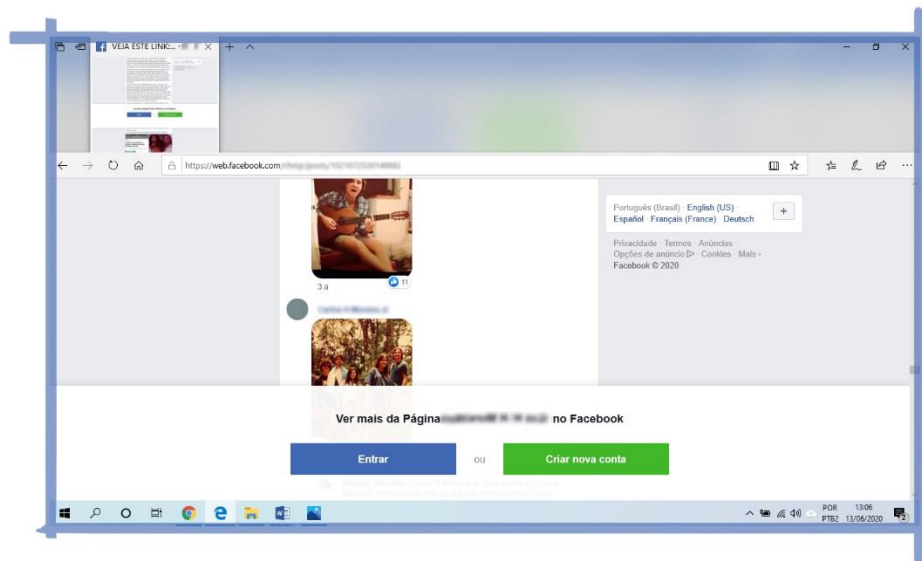 VEJA ESTE LINK:... -
https://web.facebook.com
Português (Brasil) · English (US) ·
Español · Français (France) · Deutsch
Privacidade · Termos · Anúncios ·
Opções de anúncio · Cookies · Mais
Facebook © 2020
3 a
11
Ver mais da Página no Facebook
Entrar
ou
Criar nova conta
POR
PTB2
13:06
13/06/2020
2